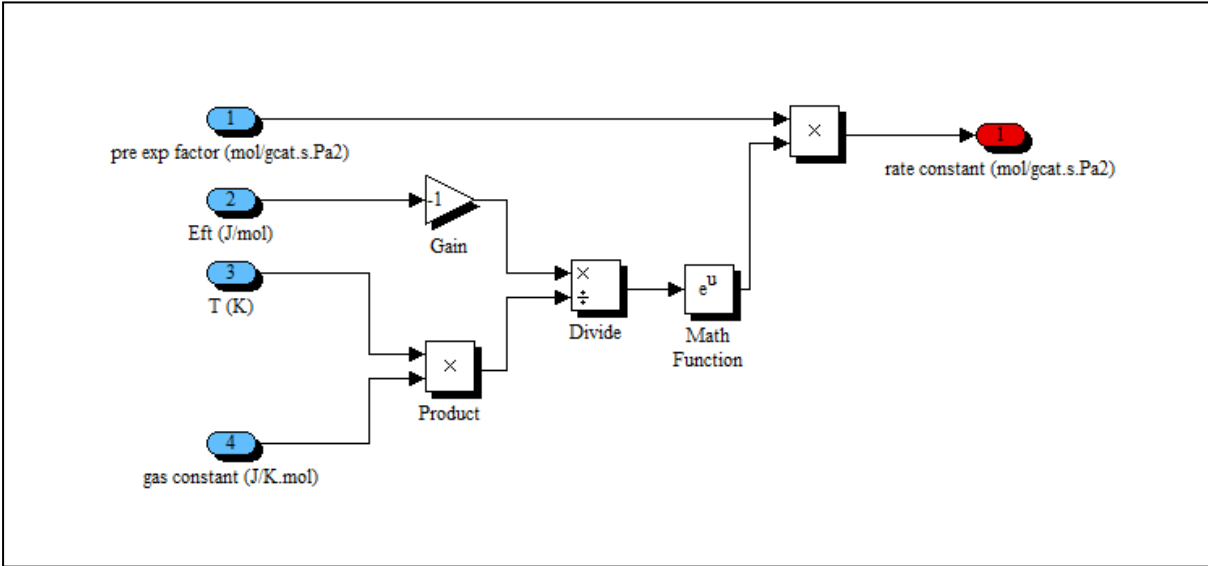 1
pre exp factor (mol/gcat.s.Pa2)
×
1
rate constant (mol/gcat.s.Pa2)
2
Eft (J/mol)
-1
Gain
3
T (K)
×
÷
Divide
e^u
Math
Function
×
Product
4
gas constant (J/K.mol)